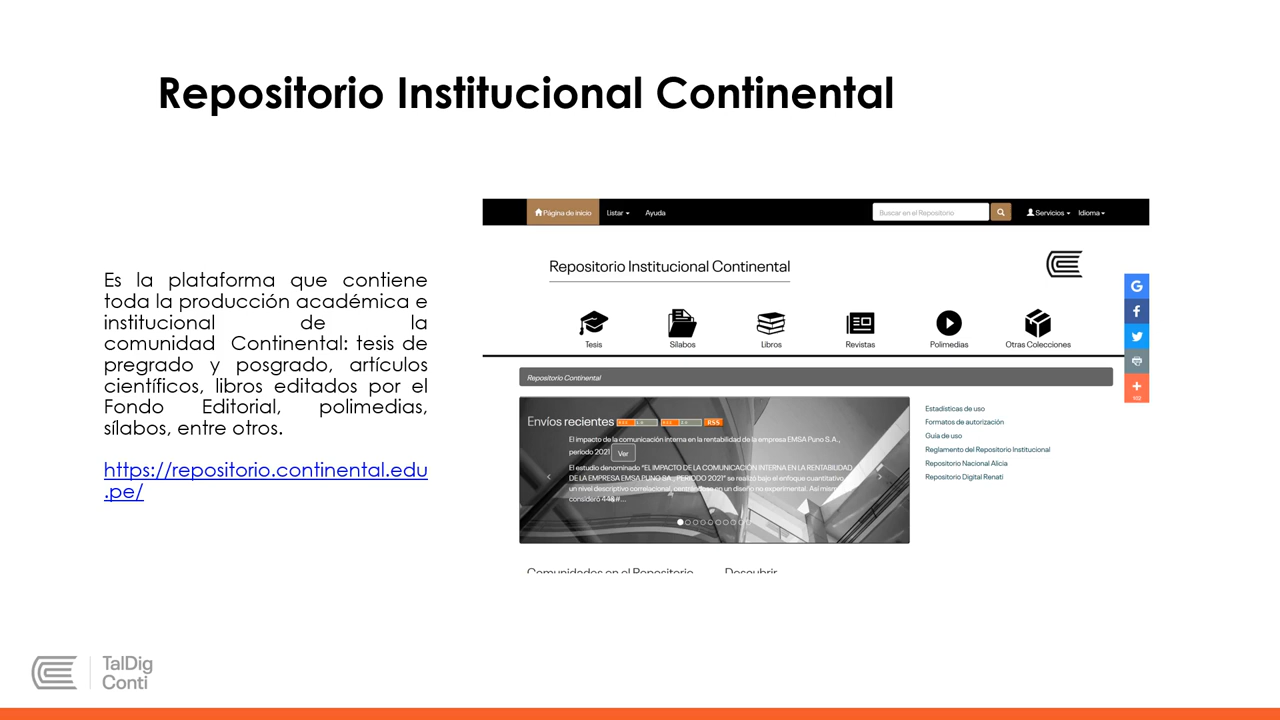 Repositorio Institucional Continental
Es la plataforma que contiene
toda la producción académica e
institucional de la
comunidad Continental: tesis de
pregrado y posgrado, artículos
científicos, libros editados por el
Fondo Editorial, polimedias,
sílabos, entre otros.
https://repositorio.continental.edu
.pe/
Página de inicio Listar Ayuda Buscar en el Repositorio Servicios Idioma
Repositorio Institucional Continental
Tesis Sílabos Libros Revistas Polimedias Otras Colecciones
Repositorio Continental
Envíos recientes RSS
El impacto de la comunicación interna en la rentabilidad de la empresa EMSA Puno S.A.,
periodo 2021 Ver
El estudio denominado "EL IMPACTO DE LA COMUNICACIÓN INTERNA EN LA RENTABILIDAD
DE LA EMPRESA EMSA PUNO SA., PERIODO 2021" se realizó bajo el enfoque cuantitativo,
un nivel descriptivo correlacional, centrándose en un diseño no experimental. Así mism
consideró
Estadísticas de uso
Formatos de autorización
Guía de uso
Reglamento del Repositorio Institucional
Repositorio Nacional Alicia
Repositorio Digital Renati
Comunidades en el Repositorio Descubrir
TalDig
Conti